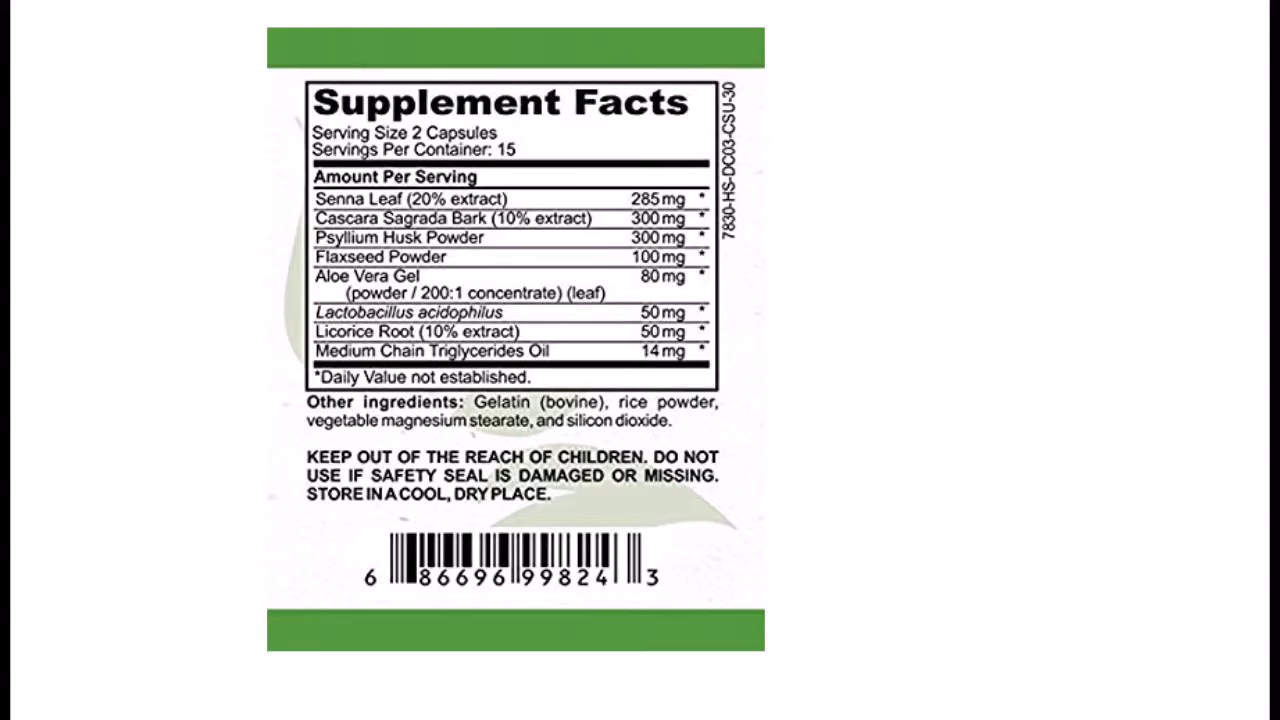 Supplement Facts
Serving Size 2 Capsules
Servings Per Container: 15
Amount Per Serving
Senna Leaf (20% extract) 285 mg *
Cascara Sagrada Bark (10% extract) 300 mg *
Psyllium Husk Powder 300 mg *
Flaxseed Powder 100 mg *
Aloe Vera Gel 80 mg *
(powder / 200:1 concentrate) (leaf)
Lactobacillus acidophilus 50 mg *
Licorice Root (10% extract) 50 mg *
Medium Chain Triglycerides Oil 14 mg *
*Daily Value not established.
7830-HS-DC03-CSU-30
Other ingredients: Gelatin (bovine), rice powder,
vegetable magnesium stearate, and silicon dioxide.
KEEP OUT OF THE REACH OF CHILDREN. DO NOT
USE IF SAFETY SEAL IS DAMAGED OR MISSING.
STORE IN A COOL, DRY PLACE.
6 86696 99824 3